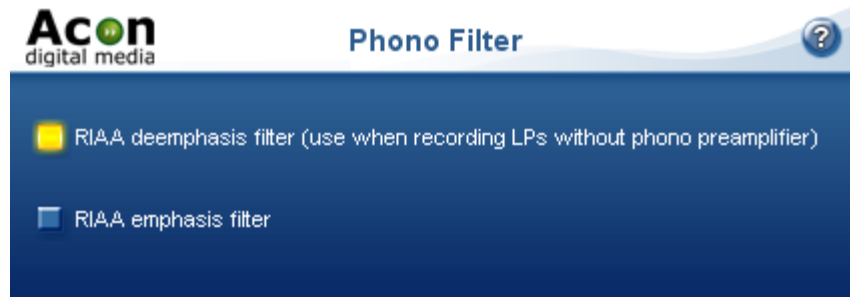 Acon
digital media
Phono Filter
?
RIAA deemphasis filter (use when recording LPs without phono preamplifier)
RIAA emphasis filter